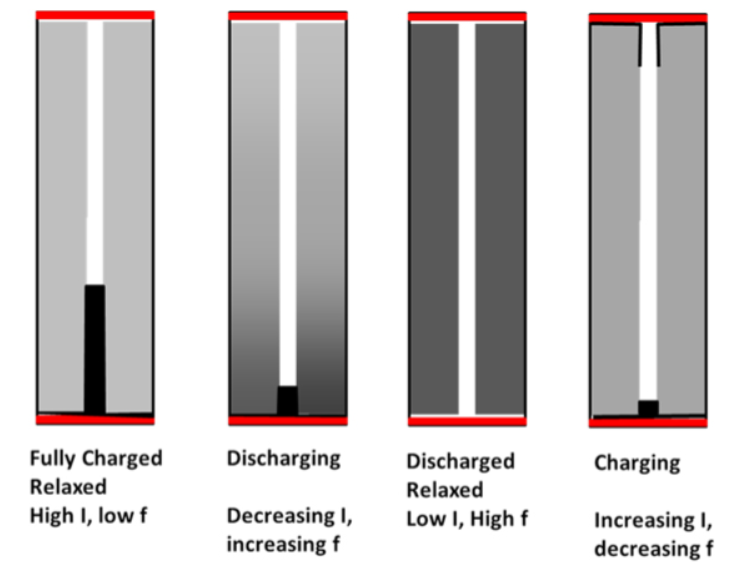 Fully Charged
Relaxed
High I, low f
Discharging
Decreasing I,
increasing f
Discharged
Relaxed
Low I, High f
Charging
Increasing I,
decreasing f